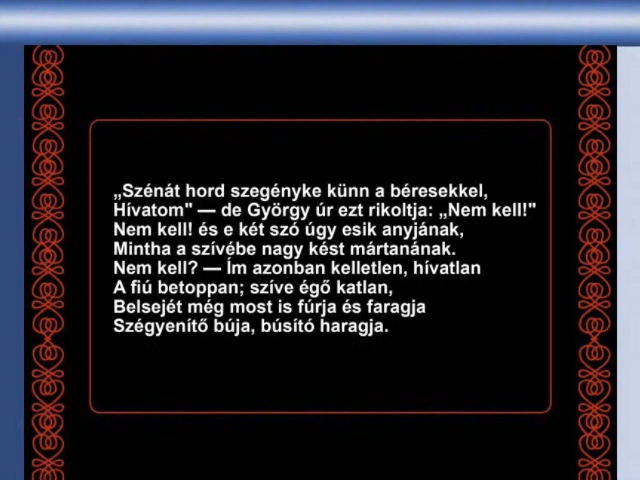 „Szénát hord szegényke künn a béresekkel,
Hívatom" — de György úr ezt rikoltja: „Nem kell!"
Nem kell! és e két szó úgy esik anyjának,
Mintha a szívébe nagy kést mártanának.
Nem kell? — Ím azonban kelletlen, hívatlan
A fiú betoppan; szíve égő katlan,
Belsejét még most is fúrja és faragja
Szégyenítő búja, búsító haragja.